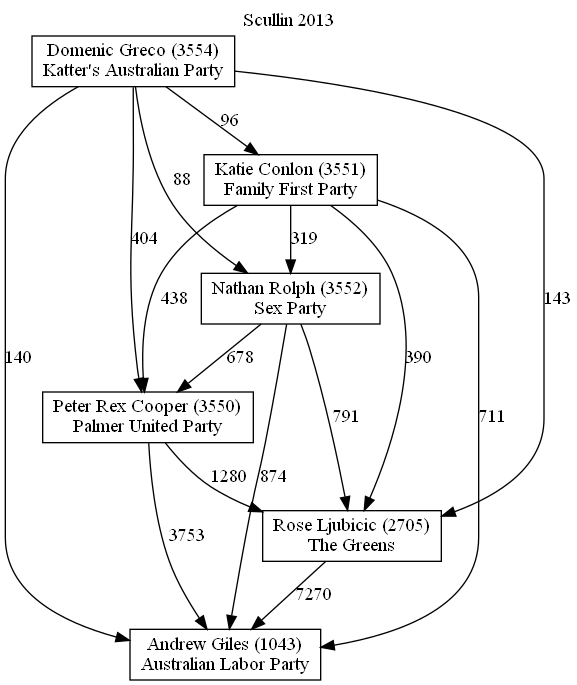 Scullin 2013
Domenic Greco (3554)
Katter's Australian Party
96
Katie Conlon (3551)
Family First Party
88
404
319
438
143
Nathan Rolph (3552)
Sex Party
140
678
390
Peter Rex Cooper (3550)
Palmer United Party
791
711
1280
874
Rose Ljubicic (2705)
The Greens
3753
7270
Andrew Giles (1043)
Australian Labor Party